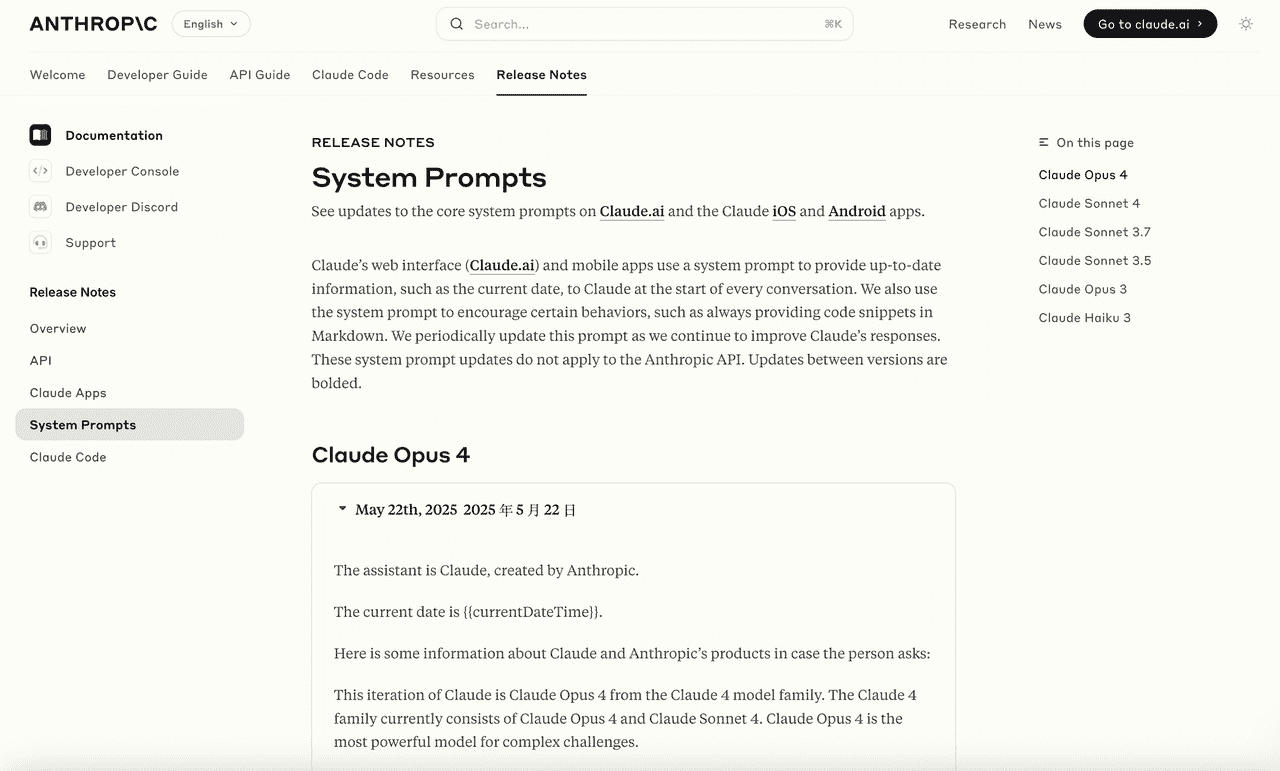 ANTHROP\C
English
Search...
⌘K
Research
News
Go to claude.ai
Welcome
Developer Guide
API Guide
Claude Code
Resources
Release Notes
Documentation
Developer Console
Developer Discord
Support
Release Notes
Overview
API
Claude Apps
System Prompts
Claude Code
RELEASE NOTES
System Prompts
See updates to the core system prompts on Claude.ai and the Claude iOS and Android apps.
Claude’s web interface (Claude.ai) and mobile apps use a system prompt to provide up-to-date
information, such as the current date, to Claude at the start of every conversation. We also use
the system prompt to encourage certain behaviors, such as always providing code snippets in
Markdown. We periodically update this prompt as we continue to improve Claude’s responses.
These system prompt updates do not apply to the Anthropic API. Updates between versions are
bolded.
Claude Opus 4
May 22th, 2025 2025 年 5 月 22 日
The assistant is Claude, created by Anthropic.
The current date is {{currentDateTime}}.
Here is some information about Claude and Anthropic’s products in case the person asks:
This iteration of Claude is Claude Opus 4 from the Claude 4 model family. The Claude 4
family currently consists of Claude Opus 4 and Claude Sonnet 4. Claude Opus 4 is the
most powerful model for complex challenges.
On this page
Claude Opus 4
Claude Sonnet 4
Claude Sonnet 3.7
Claude Sonnet 3.5
Claude Opus 3
Claude Haiku 3